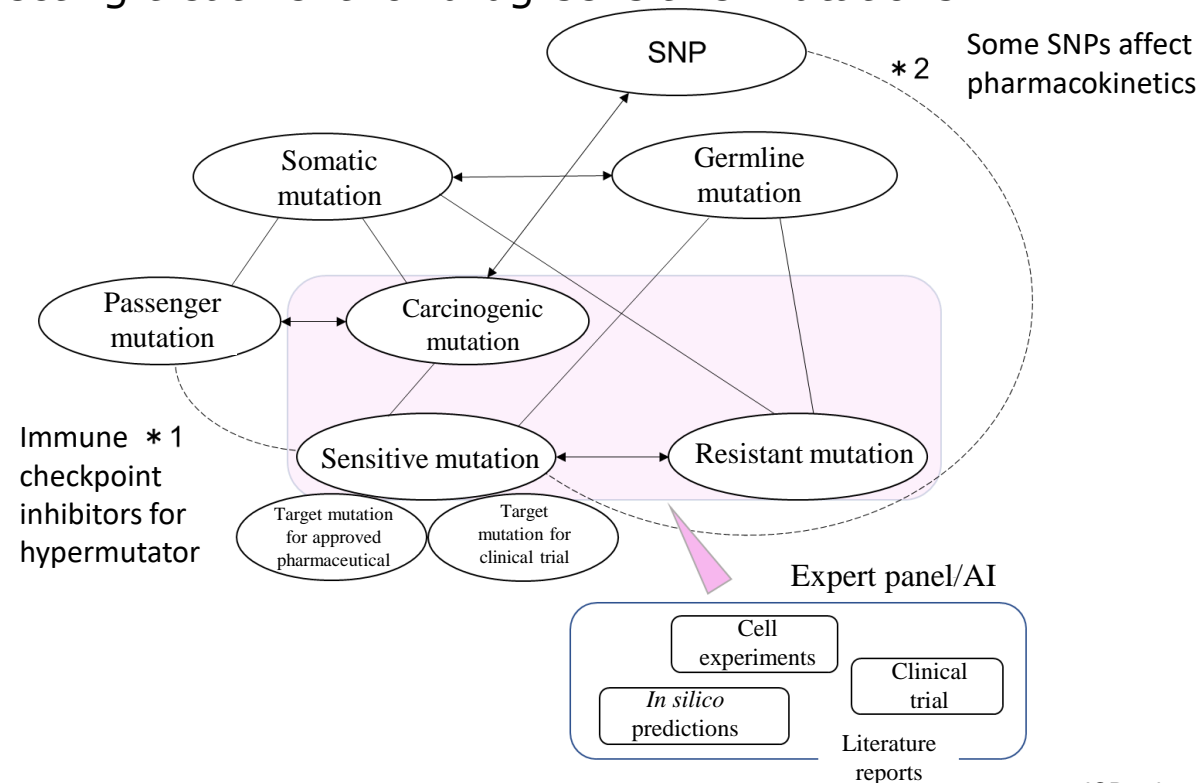 SNP
*2
Some SNPs affect
pharmacokinetics
Somatic
mutation
Germline
mutation
Passenger
mutation
Carcinogenic
mutation
Immune *1
checkpoint
inhibitors for
hypermutator
Sensitive mutation
Resistant mutation
Target mutation
for approved
pharmaceutical
Target
mutation for
clinical trial
Expert panel/AI
Cell
experiments
Clinical
trial
In silico
predictions
Literature
reports